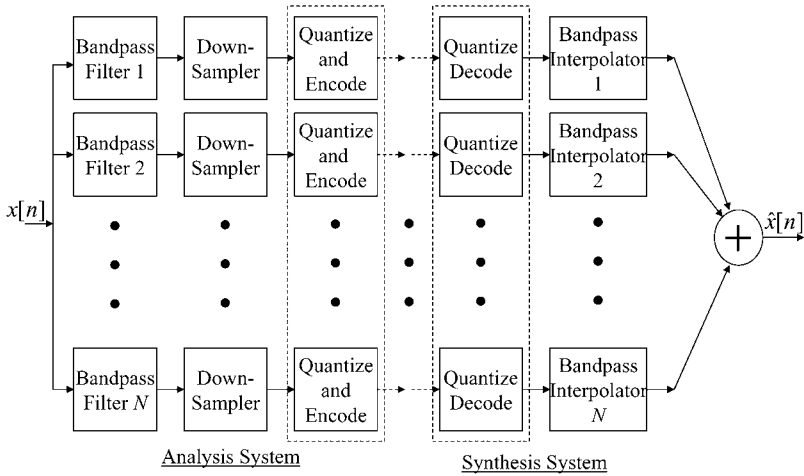 Bandpass
Filter 1
Down-
Sampler
Quantize
and
Encode
Quantize
Decode
Bandpass
Interpolator
1
Bandpass
Filter 2
Down-
Sampler
Quantize
and
Encode
Quantize
Decode
Bandpass
Interpolator
2
x[n]
+
x̂[n]
Bandpass
Filter N
Down-
Sampler
Quantize
and
Encode
Quantize
Decode
Bandpass
Interpolator
N
Analysis System
Synthesis System